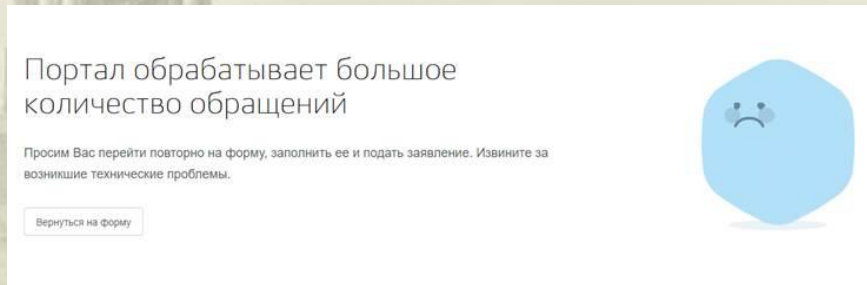 Портал обрабатывает большое
количество обращений
Просим Вас перейти повторно на форму, заполнить ее и подать заявление. Извините за
возникшие технические проблемы.
Вернуться на форму